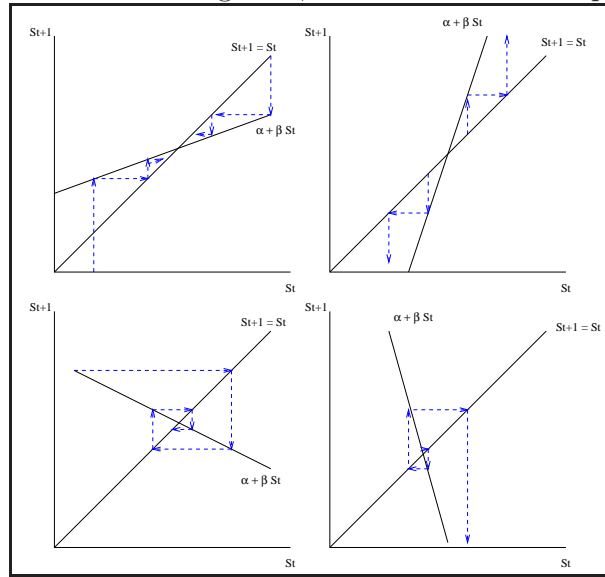 St+1
St+1 = St
α + β St
St
St+1
α + β St
St+1 = St
St
St+1
St+1 = St
α + β St
St
St+1
α + β St
St+1 = St
St